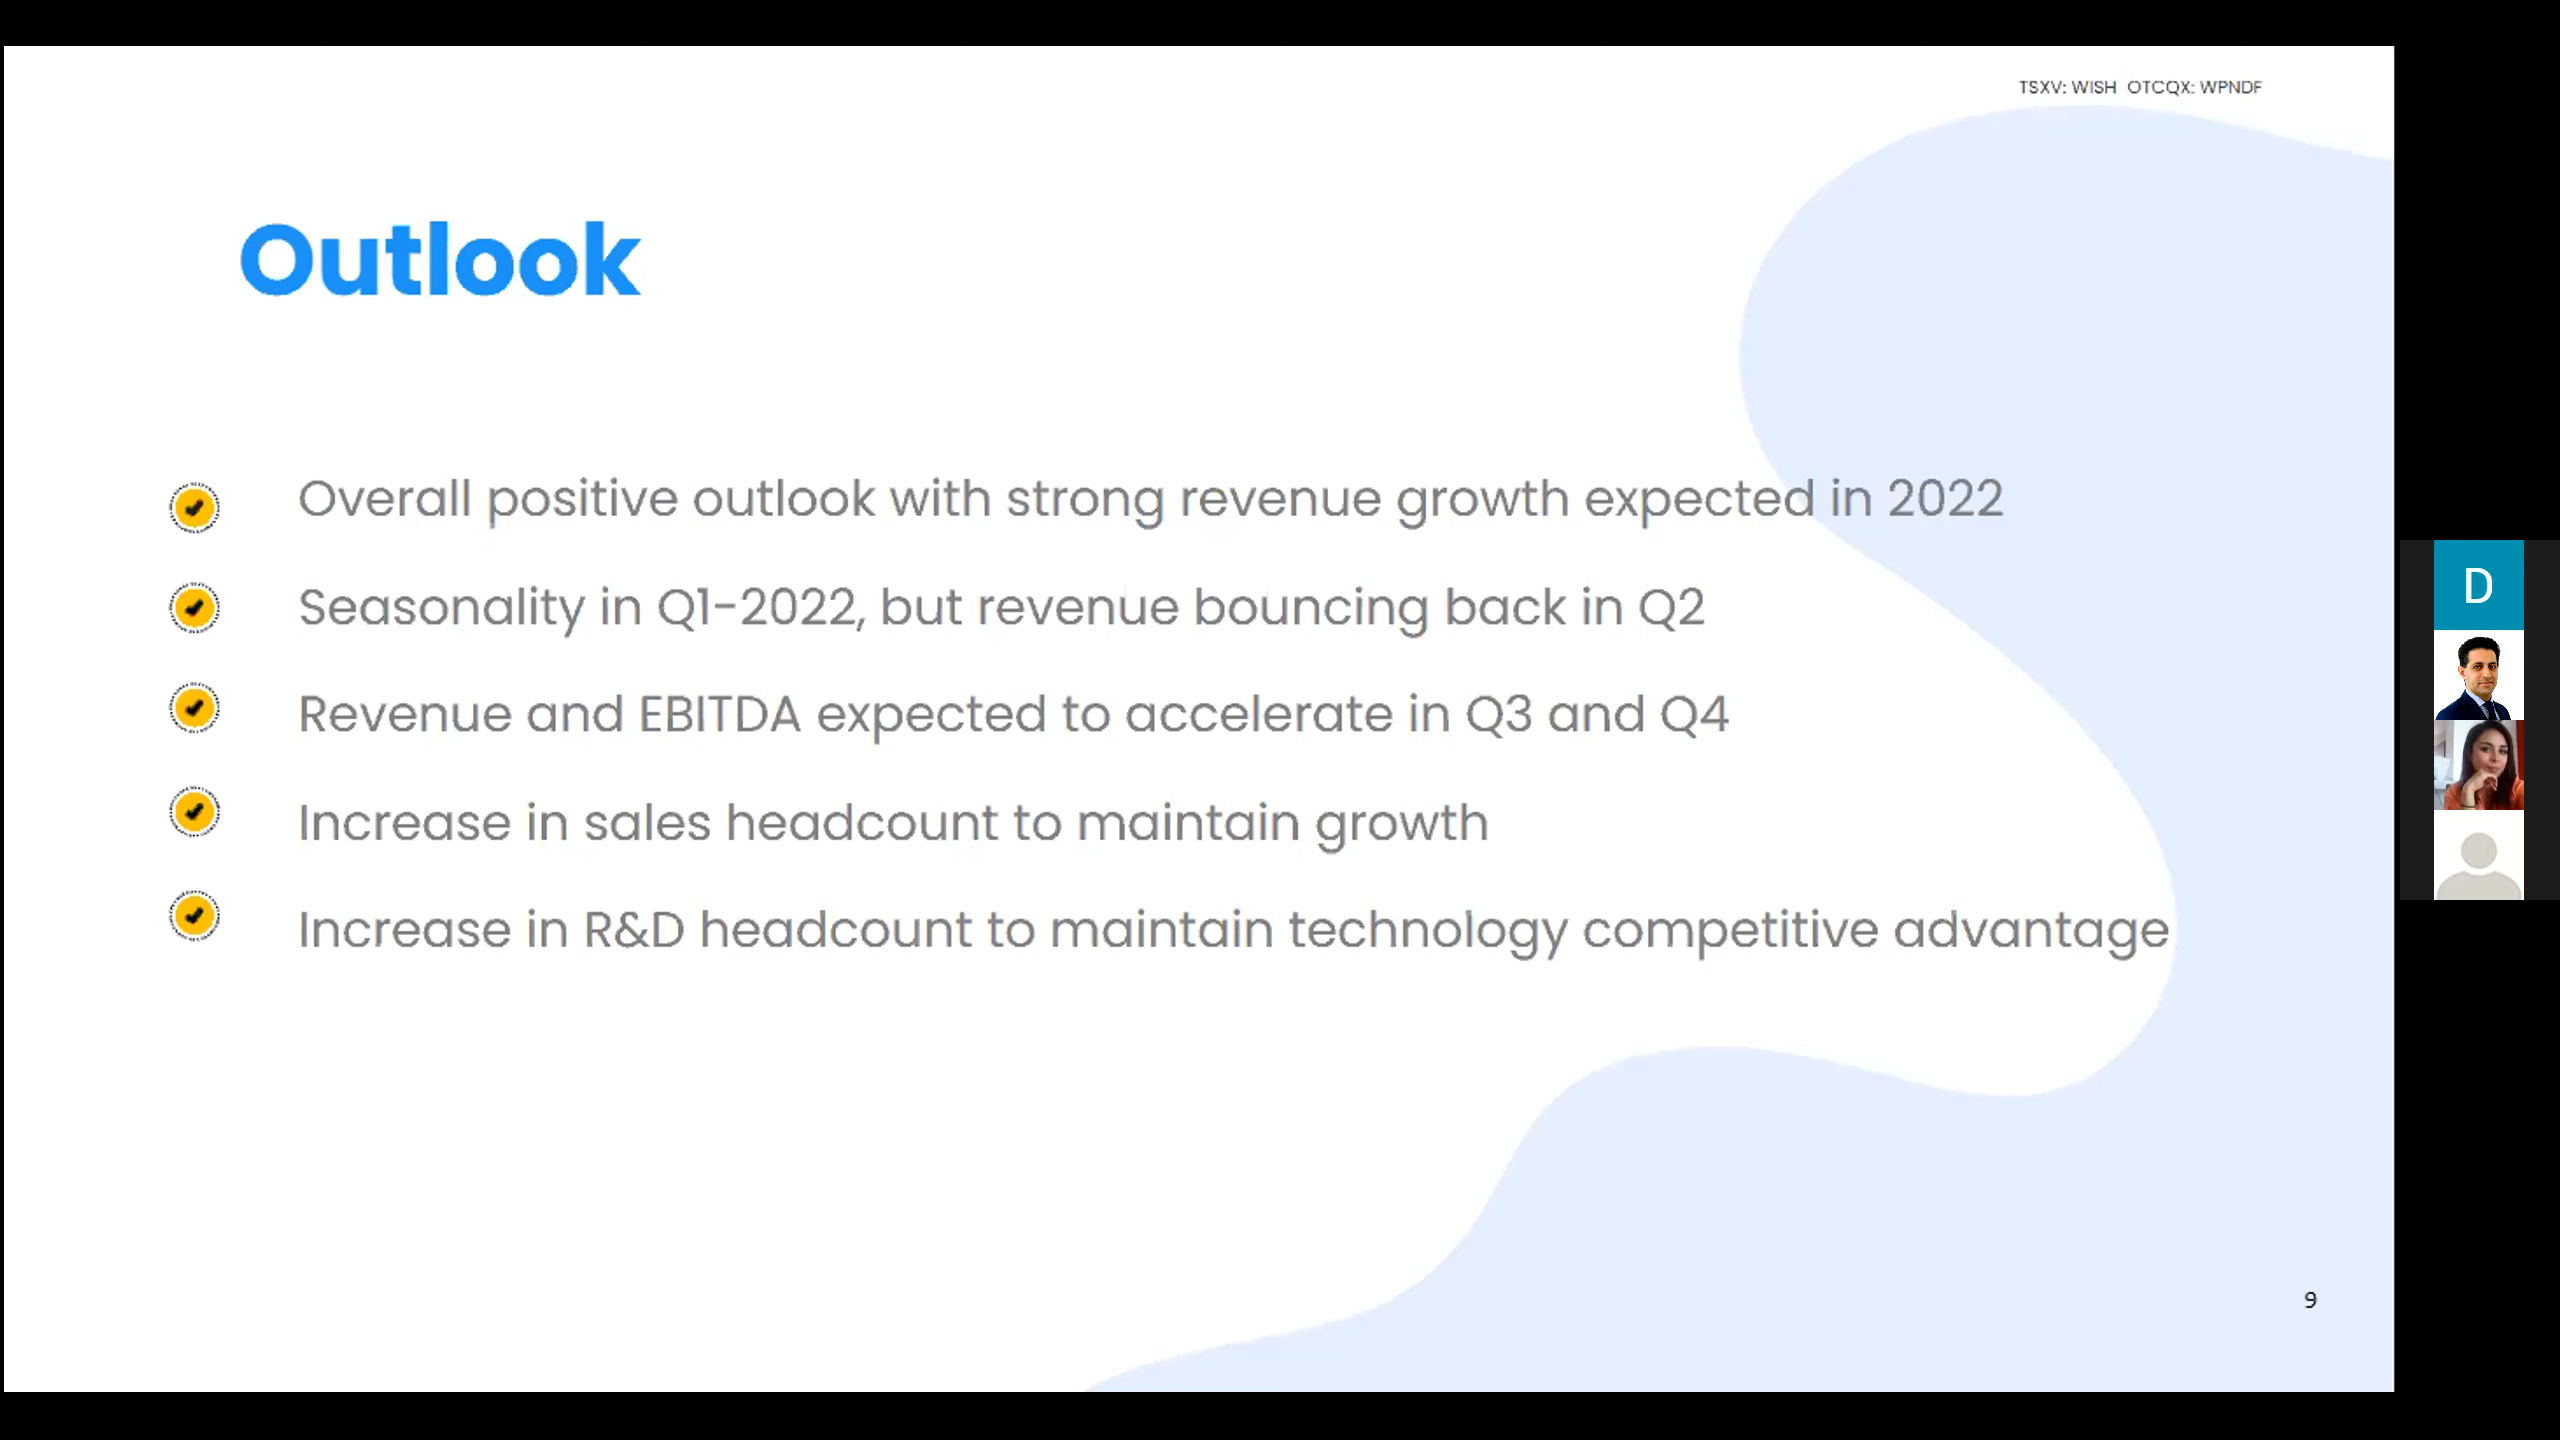 TSXV: WISH OTCQX: WPNDF
Outlook
Overall positive outlook with strong revenue growth expected in 2022
Seasonality in Q1-2022, but revenue bouncing back in Q2
Revenue and EBITDA expected to accelerate in Q3 and Q4
Increase in sales headcount to maintain growth
Increase in R&D headcount to maintain technology competitive advantage
D
9